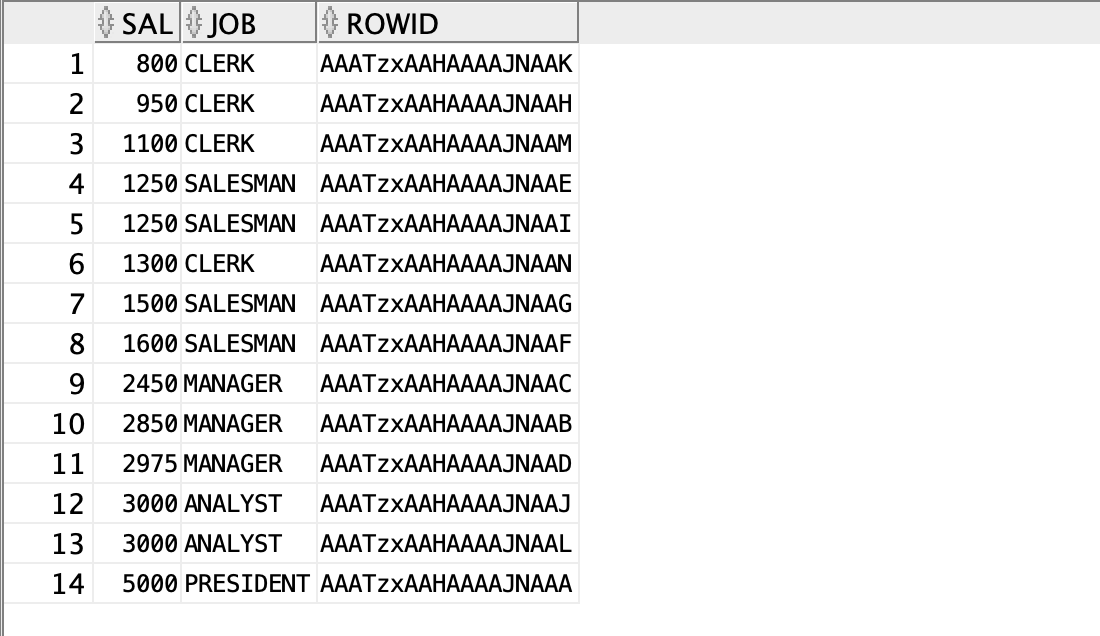 SAL JOB ROWID
1 800 CLERK AAATzxAAHAAAAJNAAK
2 950 CLERK AAATzxAAHAAAAJNAAH
3 1100 CLERK AAATzxAAHAAAAJNAAM
4 1250 SALESMAN AAATzxAAHAAAAJNAAE
5 1250 SALESMAN AAATzxAAHAAAAJNAAI
6 1300 CLERK AAATzxAAHAAAAJNAAN
7 1500 SALESMAN AAATzxAAHAAAAJNAAG
8 1600 SALESMAN AAATzxAAHAAAAJNAAF
9 2450 MANAGER AAATzxAAHAAAAJNAAC
10 2850 MANAGER AAATzxAAHAAAAJNAAB
11 2975 MANAGER AAATzxAAHAAAAJNAAD
12 3000 ANALYST AAATzxAAHAAAAJNAAJ
13 3000 ANALYST AAATzxAAHAAAAJNAAL
14 5000 PRESIDENT AAATzxAAHAAAAJNAAA